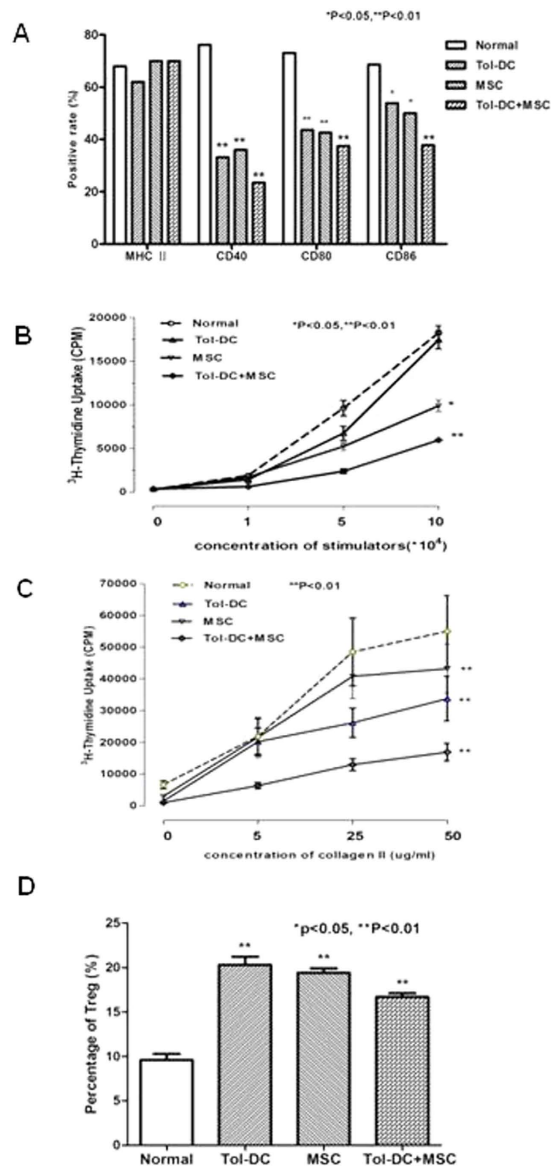 A
*P<0.05,**P<0.01
Normal
Tol-DC
MSC
Tol-DC+MSC
Positive rate (%)
80
60
40
20
0
** ** **
** ** **
* * **
MHC II CD40 CD80 CD86
B
Normal
Tol-DC
MSC
Tol-DC+MSC
*P<0.05,**P<0.01
³H-Thymidine Uptake (CPM)
20000
15000
10000
5000
0
*
**
0 1 5 10
concentration of stimulators(*10⁴)
C
Normal
Tol-DC
MSC
Tol-DC+MSC
**P<0.01
³H-Thymidine Uptake (CPM)
70000
60000
50000
40000
30000
20000
10000
0
**
**
**
0 5 25 50
concentration of collagen II (ug/ml)
D
*p<0.05, **P<0.01
Percentage of Treg (%)
25
20
15
10
5
0
** ** **
Normal Tol-DC MSC Tol-DC+MSC